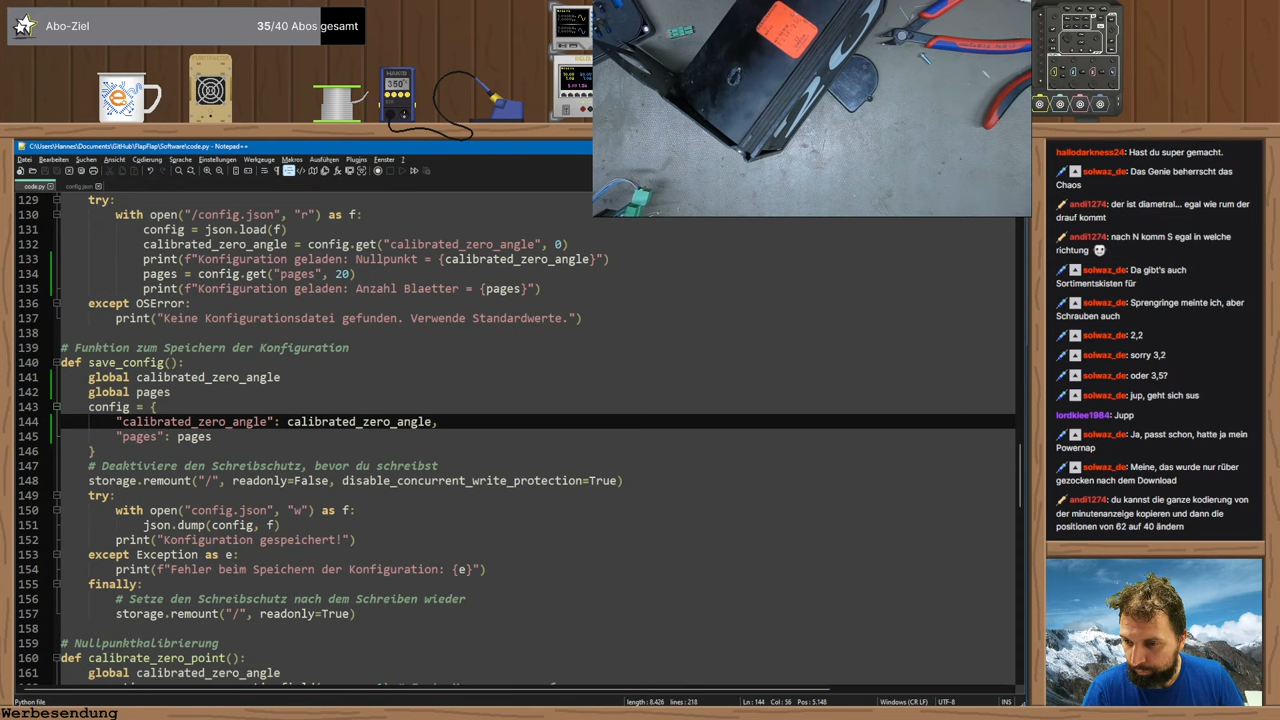 Abo-Ziel
35/40 Abos gesamt
HAKKO
350°
C:\Users\Hannes\Documents\GitHub\FlapFlap\Software\code.py - Notepad++
Datei Bearbeiten Suchen Ansicht Codierung Sprache Einstellungen Werkzeuge Makros Ausführen Plugins Fenster ?
code.py
config.json
129 try:
130 with open("/config.json", "r") as f:
131 config = json.load(f)
132 calibrated_zero_angle = config.get("calibrated_zero_angle", 0)
133 print(f"Konfiguration geladen: Nullpunkt = {calibrated_zero_angle}")
134 pages = config.get("pages", 20)
135 print(f"Konfiguration geladen: Anzahl Blaetter = {pages}")
136 except OSError:
137 print("Keine Konfigurationsdatei gefunden. Verwende Standardwerte.")
138
139 # Funktion zum Speichern der Konfiguration
140 def save_config():
141 global calibrated_zero_angle
142 global pages
143 config = {
144 "calibrated_zero_angle": calibrated_zero_angle,
145 "pages": pages
146 }
147 # Deaktiviere den Schreibschutz, bevor du schreibst
148 storage.remount("/", readonly=False, disable_concurrent_write_protection=True)
149 try:
150 with open("config.json", "w") as f:
151 json.dump(config, f)
152 print("Konfiguration gespeichert!")
153 except Exception as e:
154 print(f"Fehler beim Speichern der Konfiguration: {e}")
155 finally:
156 # Setze den Schreibschutz nach dem Schreiben wieder
157 storage.remount("/", readonly=True)
158
159 # Nullpunktkalibrierung
160 def calibrate_zero_point():
161 global calibrated_zero_angle
Python file
length : 8.426 lines : 218
Ln : 144 Col : 56 Pos : 5.148
Windows (CR LF)
UTF-8
INS
Werbesendung
hallodarkness24: Hast du super gemacht.
solwaz_de: Das Genie beherrscht das
Chaos
andi1274: der ist diametral... egal wie rum der
drauf kommt
andi1274: nach N komm S egal in welche
richtung
solwaz_de: Da gibt's auch
Sortimentskisten für
solwaz_de: Sprengringe meinte ich, aber
Schrauben auch
solwaz_de: 2,2
solwaz_de: sorry 3,2
solwaz_de: oder 3,5?
solwaz_de: jup, geht sich sus
lordklee1984: Jupp
solwaz_de: Ja, passt schon, hatte ja mein
Powernap
solwaz_de: Meine, das wurde nur rüber
gezocken nach dem Download
andi1274: du kannst die ganze kodierung von
der minutenanzeige kopieren und dann die
positionen von 62 auf 40 ändern